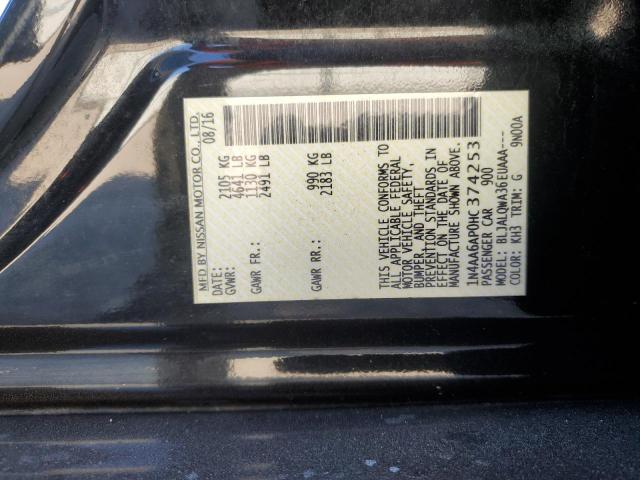 MFD BY NISSAN MOTOR CO., LTD.
DATE: 08/16
GVWR: 2105 KG
4641 LB
GAWR FR.: 1130 KG
2491 LB
GAWR RR: 990 KG
2183 LB
THIS VEHICLE CONFORMS TO
ALL APPLICABLE FEDERAL
MOTOR VEHICLE SAFETY,
BUMPER, AND THEFT
PREVENTION STANDARDS IN
EFFECT ON THE DATE OF
MANUFACTURE SHOWN ABOVE.
1N4AA6AP0HC374253
PASSENGER CAR 900
MODEL: BLJALQWA36EUAAA----
COLOR: KH3 TRIM: G 9N00A